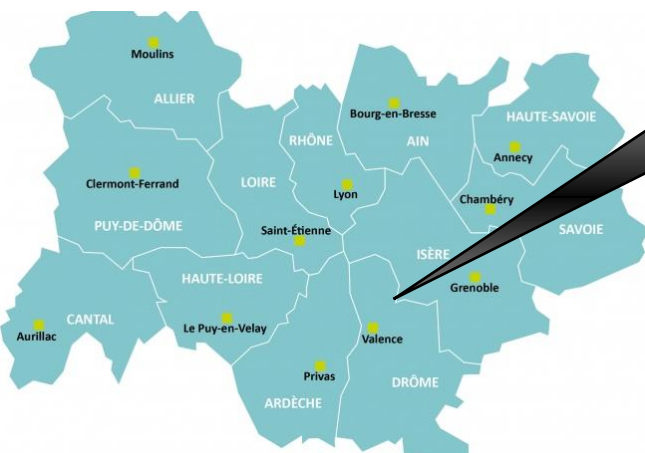 Moulins
ALLIER
Bourg-en-Bresse
HAUTE-SAVOIE
RHÔNE
AIN
Annecy
Clermont-Ferrand
LOIRE
Lyon
Chambéry
PUY-DE-DÔME
Saint-Étienne
SAVOIE
ISÈRE
HAUTE-LOIRE
Grenoble
CANTAL
Le Puy-en-Velay
Aurillac
Valence
Privas
DRÔME
ARDÈCHE